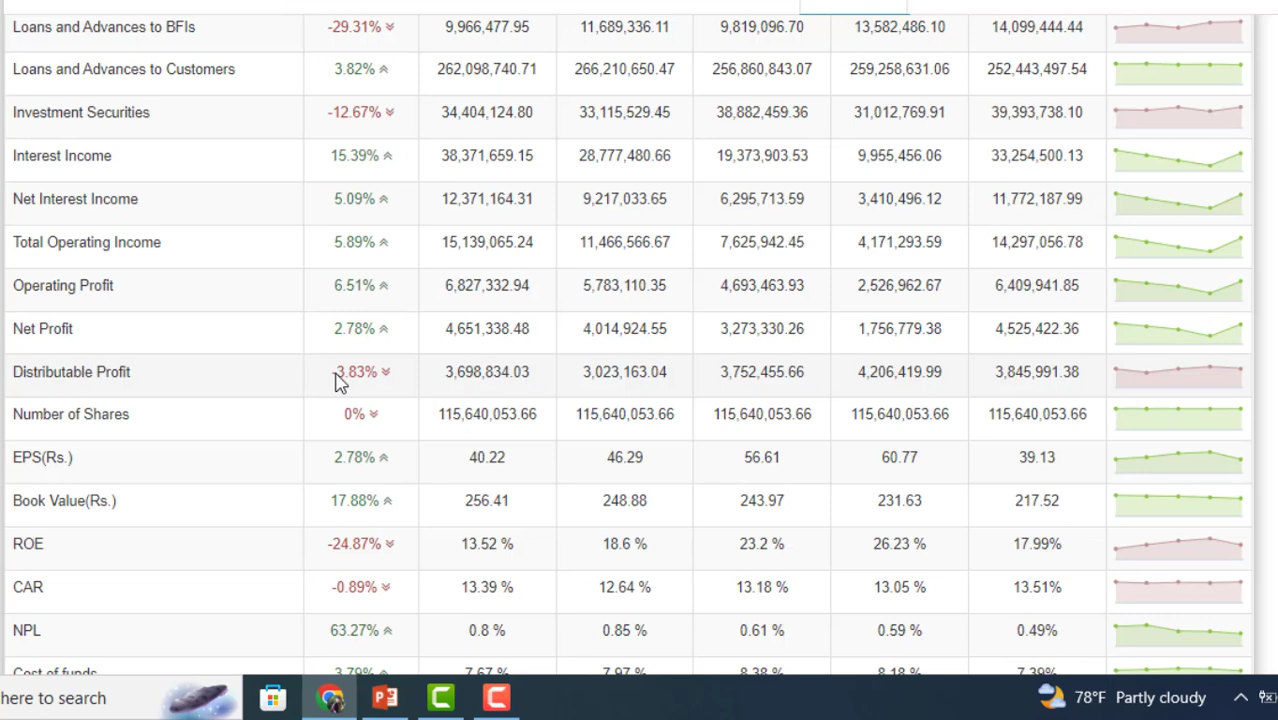 Loans and Advances to BFIs -29.31% 9,966,477.95 11,689,336.11 9,819,096.70 13,582,486.10 14,099,444.44
Loans and Advances to Customers 3.82% 262,098,740.71 266,210,650.47 256,860,843.07 259,258,631.06 252,443,497.54
Investment Securities -12.67% 34,404,124.80 33,115,529.45 38,882,459.36 31,012,769.91 39,393,738.10
Interest Income 15.39% 38,371,659.15 28,777,480.66 19,373,903.53 9,955,456.06 33,254,500.13
Net Interest Income 5.09% 12,371,164.31 9,217,033.65 6,295,713.59 3,410,496.12 11,772,187.99
Total Operating Income 5.89% 15,139,065.24 11,466,566.67 7,625,942.45 4,171,293.59 14,297,056.78
Operating Profit 6.51% 6,827,332.94 5,783,110.35 4,693,463.93 2,526,962.67 6,409,941.85
Net Profit 2.78% 4,651,338.48 4,014,924.55 3,273,330.26 1,756,779.38 4,525,422.36
Distributable Profit 3.83% 3,698,834.03 3,023,163.04 3,752,455.66 4,206,419.99 3,845,991.38
Number of Shares 0% 115,640,053.66 115,640,053.66 115,640,053.66 115,640,053.66 115,640,053.66
EPS(Rs.) 2.78% 40.22 46.29 56.61 60.77 39.13
Book Value(Rs.) 17.88% 256.41 248.88 243.97 231.63 217.52
ROE -24.87% 13.52 % 18.6 % 23.2 % 26.23 % 17.99%
CAR -0.89% 13.39 % 12.64 % 13.18 % 13.05 % 13.51%
NPL 63.27% 0.8 % 0.85 % 0.61 % 0.59 % 0.49%
Cost of funds 3.79% 7.67 % 7.97 % 8.38 % 8.18 % 7.39%
here to search 78°F Partly cloudy